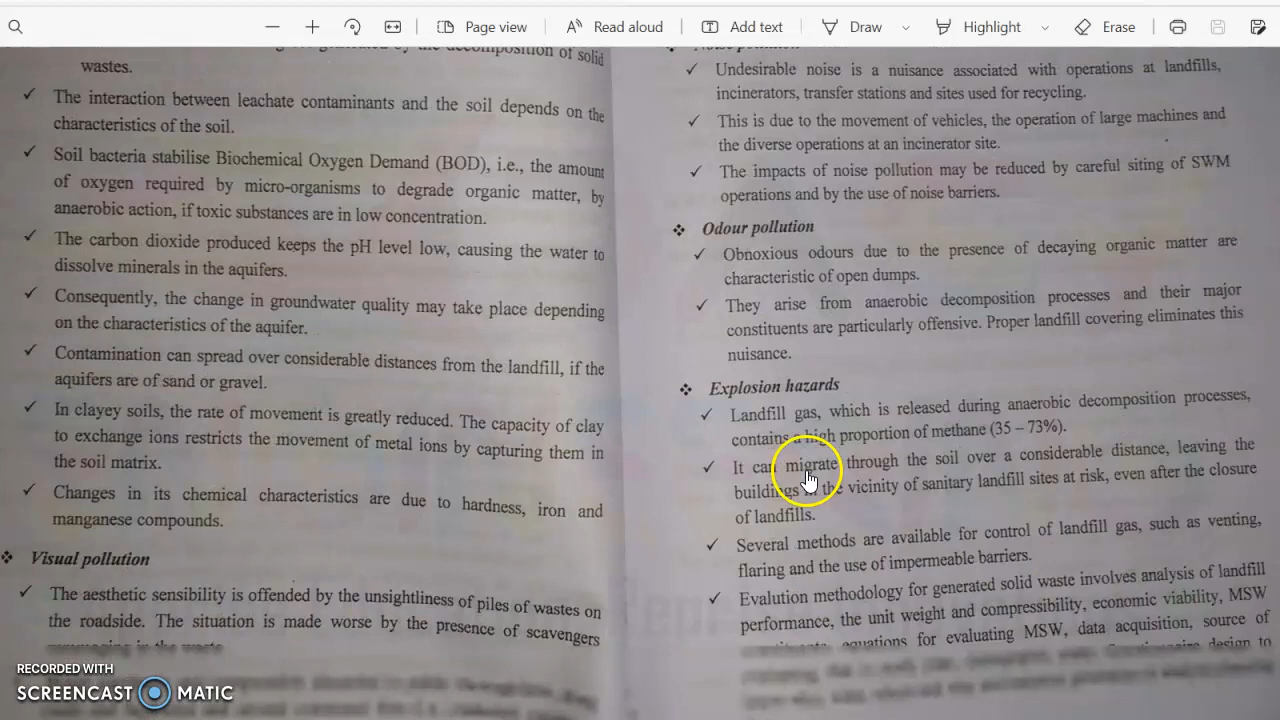 Page view
Read aloud
Add text
Draw
Highlight
Erase
by the decomposition of solid
wastes.
✓ The interaction between leachate contaminants and the soil depends on the
characteristics of the soil.
✓ Soil bacteria stabilise Biochemical Oxygen Demand (BOD), i.e., the amount
of oxygen required by micro-organisms to degrade organic matter, by
anaerobic action, if toxic substances are in low concentration.
✓ The carbon dioxide produced keeps the pH level low, causing the water to
dissolve minerals in the aquifers.
✓ Consequently, the change in groundwater quality may take place depending
on the characteristics of the aquifer.
✓ Contamination can spread over considerable distances from the landfill, if the
aquifers are of sand or gravel.
✓ In clayey soils, the rate of movement is greatly reduced. The capacity of clay
to exchange ions restricts the movement of metal ions by capturing them in
the soil matrix.
✓ Changes in its chemical characteristics are due to hardness, iron and
manganese compounds.
❖ Visual pollution
✓ The aesthetic sensibility is offended by the unsightliness of piles of wastes on
the roadside. The situation is made worse by the presence of scavengers
Noise pollution
✓ Undesirable noise is a nuisance associated with operations at landfills,
incinerators, transfer stations and sites used for recycling.
✓ This is due to the movement of vehicles, the operation of large machines and
the diverse operations at an incinerator site.
✓ The impacts of noise pollution may be reduced by careful siting of SWM
operations and by the use of noise barriers.
❖ Odour pollution
✓ Obnoxious odours due to the presence of decaying organic matter are
characteristic of open dumps.
✓ They arise from anaerobic decomposition processes and their major
constituents are particularly offensive. Proper landfill covering eliminates this
nuisance.
❖ Explosion hazards
✓ Landfill gas, which is released during anaerobic decomposition processes,
contains a high proportion of methane (35 – 73%).
✓ It can migrate through the soil over a considerable distance, leaving the
buildings in the vicinity of sanitary landfill sites at risk, even after the closure
of landfills.
✓ Several methods are available for control of landfill gas, such as venting,
flaring and the use of impermeable barriers.
✓ Evalution methodology for generated solid waste involves analysis of landfill
performance, the unit weight and compressibility, economic viability, MSW
equations for evaluating MSW, data acquisition, source of
design to
RECORDED WITH
SCREENCAST MATIC